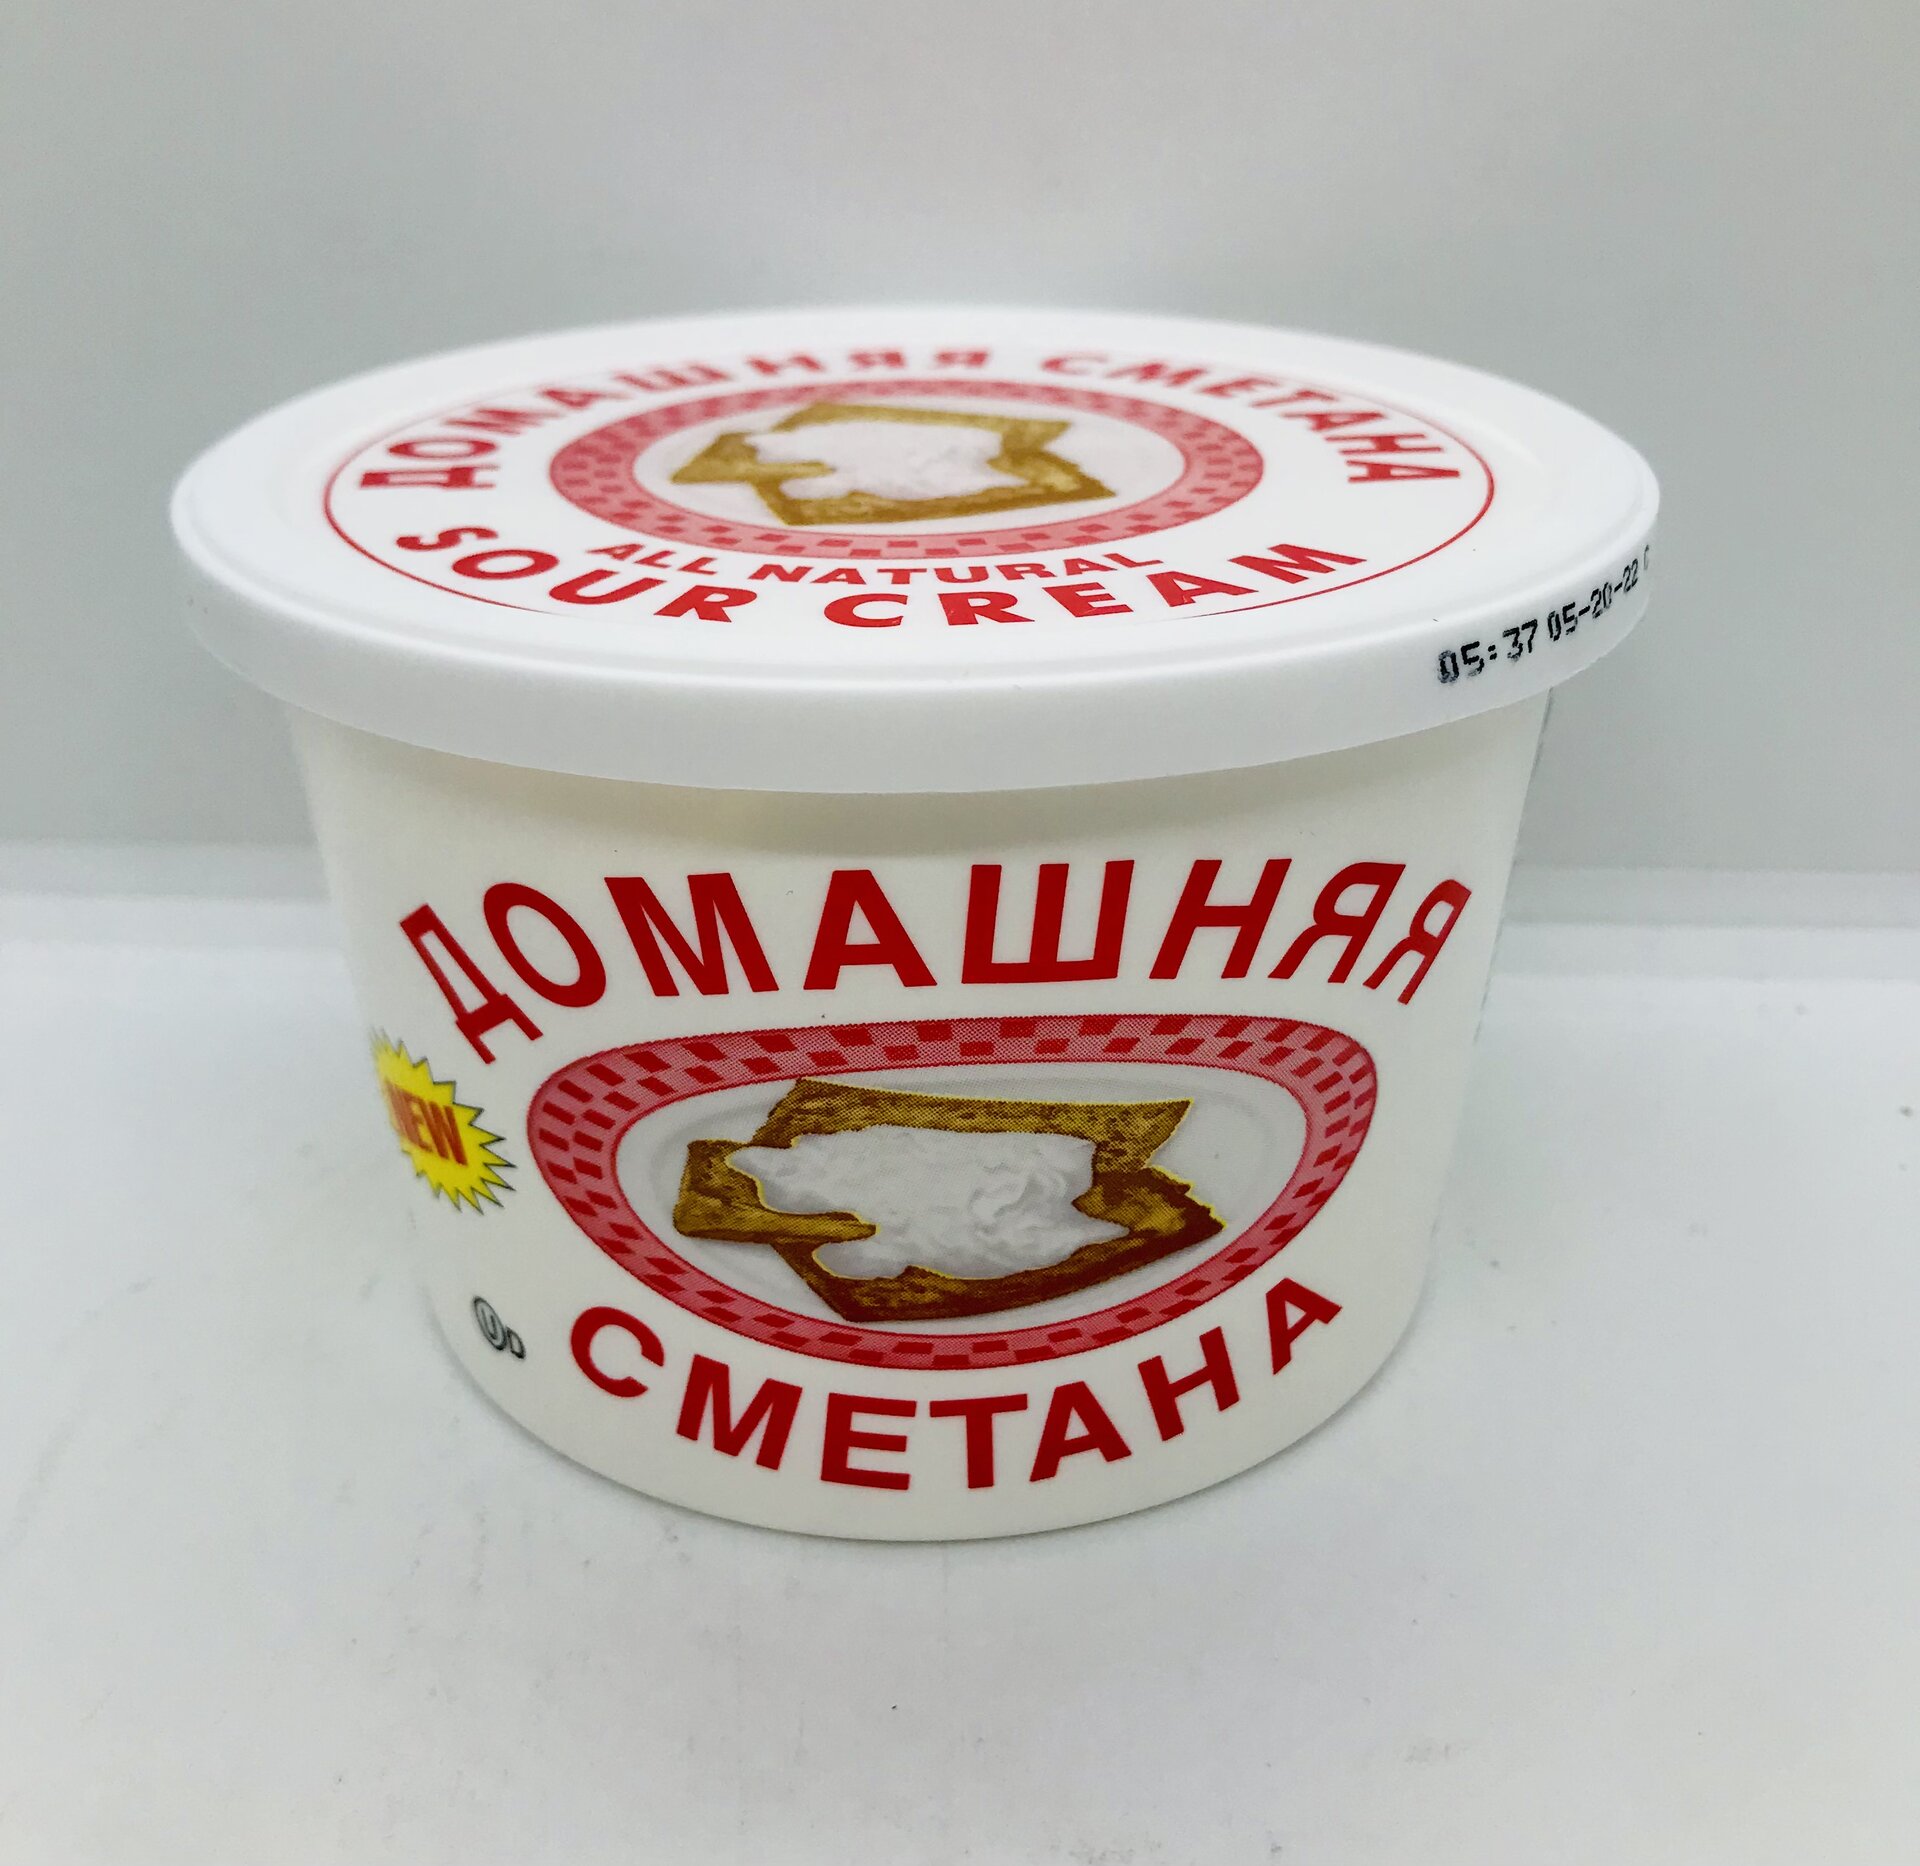 ДОМАШНЯЯ СМЕТАНА
ALL NATURAL
SOUR CREAM
05:37 05-20-22
ДОМАШНЯЯ
NEW
СМЕТАНА
U D